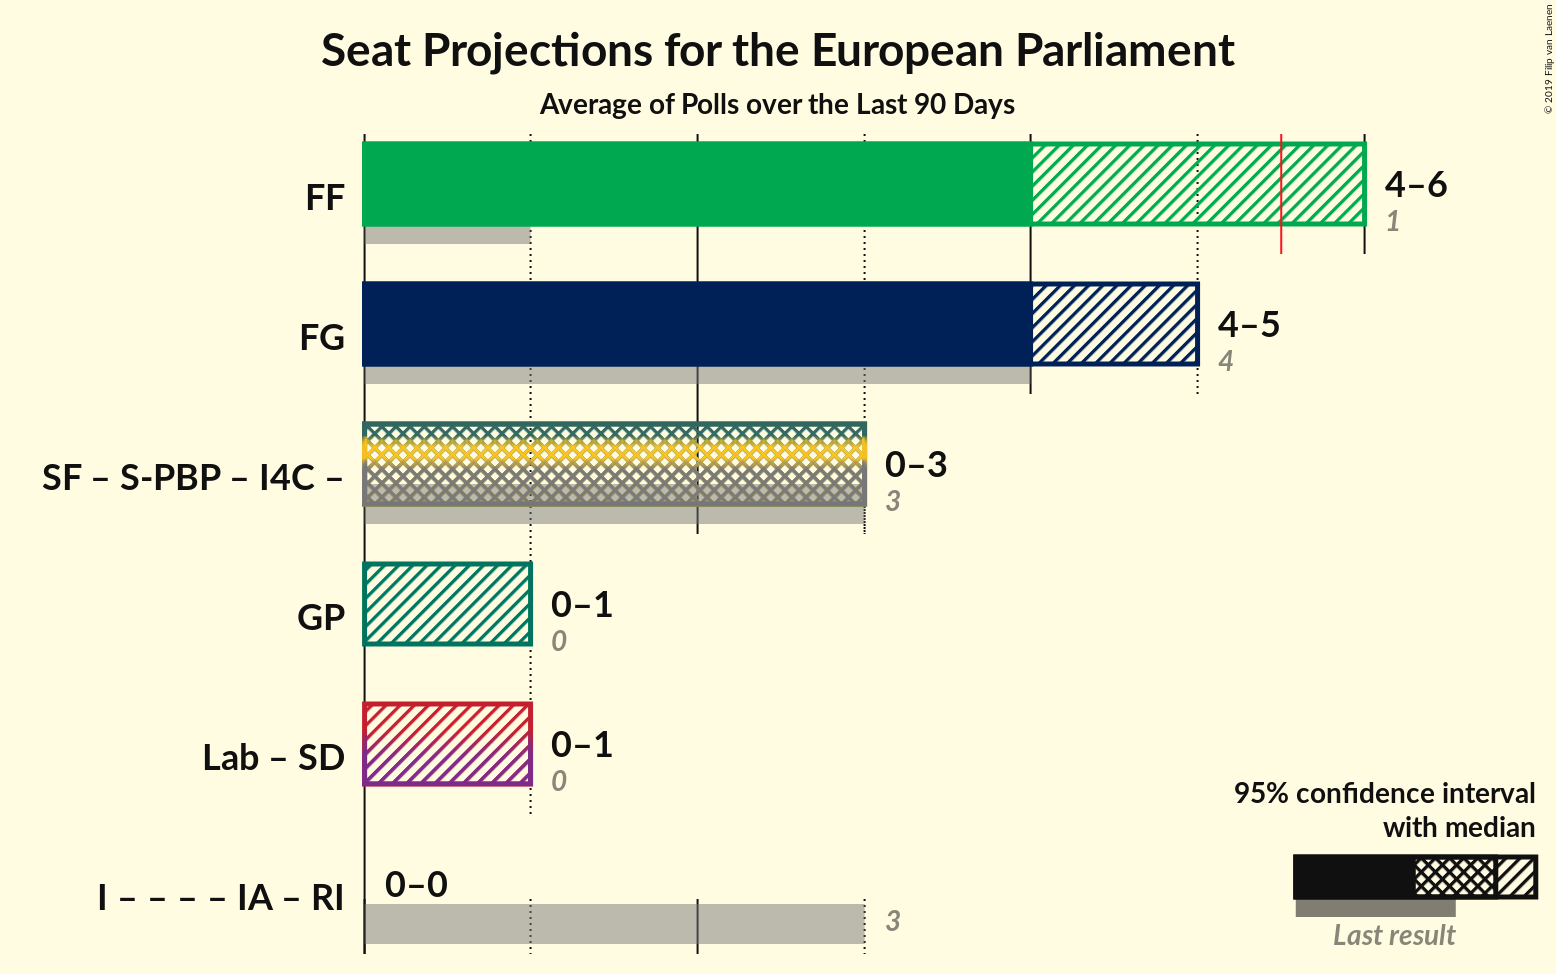 Seat Projections for the European Parliament
Average of Polls over the Last 90 Days
© 2019 Filip van Laenen
FF
4–6
1
FG
4–5
4
SF – S-PBP – I4C –
0–3
3
GP
0–1
0
Lab – SD
0–1
0
I – – – – IA – RI
0–0
3
95% confidence interval
with median
Last result